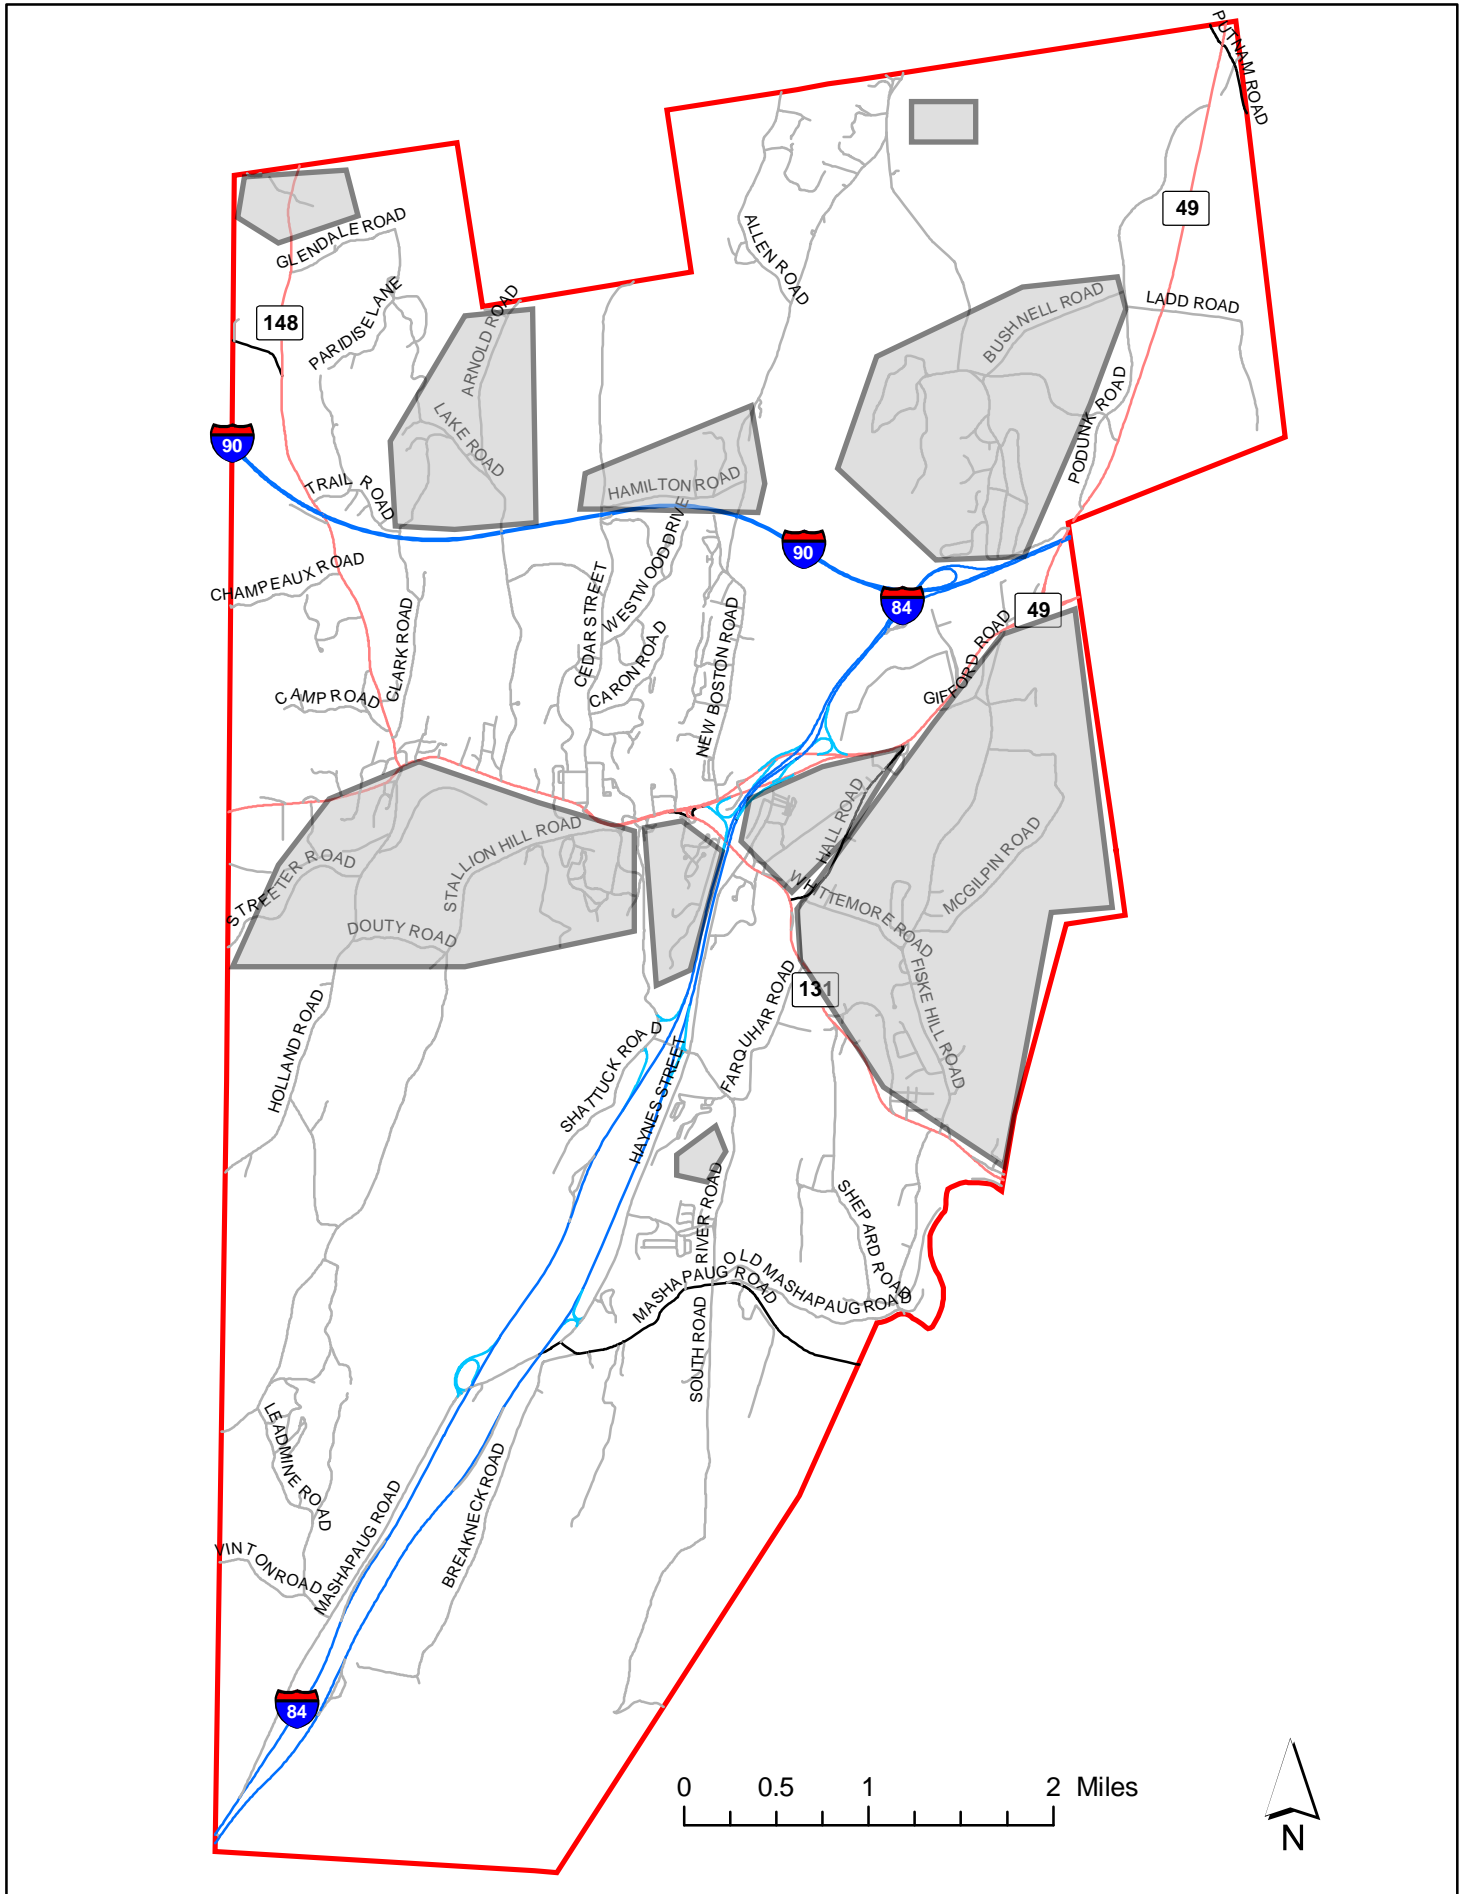 PUTNAM ROAD
49
GLENDALE ROAD
ALLEN ROAD
148
PARIDISE LANE
ARNOLD ROAD
BUSHNELL ROAD
LADD ROAD
LAKE ROAD
PODUNK ROAD
90
TRAIL ROAD
HAMILTON ROAD
90
CHAMPEAUX ROAD
WESTWOOD DRIVE
CEDAR STREET
84
49
CLARK ROAD
CARON ROAD
NEW BOSTON ROAD
GIFFORD ROAD
CAMP ROAD
HALL ROAD
STALLION HILL ROAD
STREETER ROAD
MCGILPIN ROAD
WHITTEMORE ROAD
DOUTY ROAD
FISKE HILL ROAD
131
HOLLAND ROAD
SHATTUCK ROAD
FARQUHAR ROAD
HAYNES STREET
RIVER ROAD
SHEPARD ROAD
OLD MASHAPAUG ROAD
MASHAPAUG ROAD
SOUTH ROAD
LEADMINE ROAD
BREAKNECK ROAD
MASHAPAUG ROAD
VINTON ROAD
84
0 0.5 1 2 Miles
N